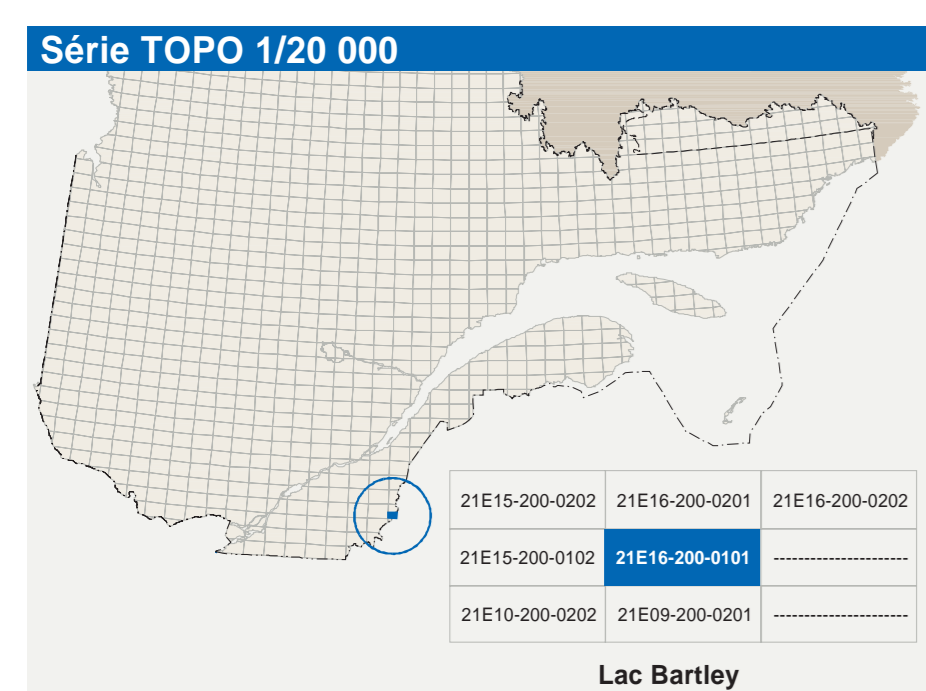 Série TOPO 1/20 000
21E15-200-0202 21E16-200-0201 21E16-200-0202
21E15-200-0102 21E16-200-0101 ----------------------
21E10-200-0202 21E09-200-0201 ----------------------
Lac Bartley